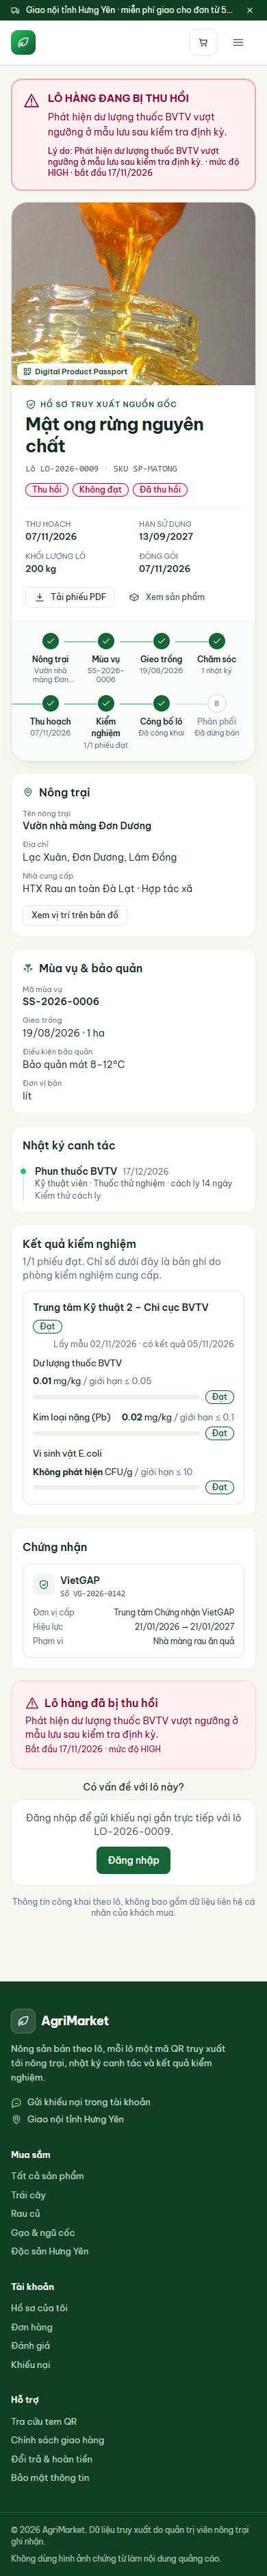 Giao nội tỉnh Hưng Yên · miễn phí giao cho đơn từ 5...
LÔ HÀNG ĐANG BỊ THU HỒI
Phát hiện dư lượng thuốc BVTV vượt
ngưỡng ở mẫu lưu sau kiểm tra định kỳ.
Lý do: Phát hiện dư lượng thuốc BVTV vượt
ngưỡng ở mẫu lưu sau kiểm tra định kỳ. · mức độ
HIGH · bắt đầu 17/11/2026
Digital Product Passport
HỒ SƠ TRUY XUẤT NGUỒN GỐC
Mật ong rừng nguyên
chất
Lô LO-2026-0009 · SKU SP-MATONG
Thu hồi Không đạt Đã thu hồi
THU HOẠCH HẠN SỬ DỤNG
07/11/2026 13/09/2027
KHỐI LƯỢNG LÔ ĐÓNG GÓI
200 kg 07/11/2026
Tải phiếu PDF Xem sản phẩm
Nông trại Mùa vụ Gieo trồng Chăm sóc
Vườn nhà màng Đơn... SS-2026-0006 19/08/2026 1 nhật ký
8
Thu hoạch Kiểm nghiệm Công bố lô Phân phối
07/11/2026 1/1 phiếu đạt Đã công khai Đã dừng bán
Nông trại
Tên nông trại
Vườn nhà màng Đơn Dương
Địa chỉ
Lạc Xuân, Đơn Dương, Lâm Đồng
Nhà cung cấp
HTX Rau an toàn Đà Lạt · Hợp tác xã
Xem vị trí trên bản đồ
Mùa vụ & bảo quản
Mã mùa vụ
SS-2026-0006
Gieo trồng
19/08/2026 · 1 ha
Điều kiện bảo quản
Bảo quản mát 8–12°C
Đơn vị bán
lít
Nhật ký canh tác
Phun thuốc BVTV 17/12/2026
Kỹ thuật viên · Thuốc thử nghiệm · cách ly 14 ngày
Kiểm thử cách ly
Kết quả kiểm nghiệm
1/1 phiếu đạt. Chỉ số dưới đây là bản ghi do
phòng kiểm nghiệm cung cấp.
Trung tâm Kỹ thuật 2 – Chi cục BVTV
Đạt
Lấy mẫu 02/11/2026 · có kết quả 05/11/2026
Dư lượng thuốc BVTV
0.01 mg/kg / giới hạn ≤ 0.05
Đạt
Kim loại nặng (Pb) 0.02 mg/kg / giới hạn ≤ 0.1
Đạt
Vi sinh vật E.coli
Không phát hiện CFU/g / giới hạn ≤ 10
Đạt
Chứng nhận
VietGAP
Số VG-2026-0142
Đơn vị cấp Trung tâm Chứng nhận VietGAP
Hiệu lực 21/01/2026 → 21/01/2027
Phạm vi Nhà màng rau ăn quả
Lô hàng đã bị thu hồi
Phát hiện dư lượng thuốc BVTV vượt ngưỡng ở
mẫu lưu sau kiểm tra định kỳ.
Bắt đầu 17/11/2026 · mức độ HIGH
Có vấn đề với lô này?
Đăng nhập để gửi khiếu nại gắn trực tiếp với lô
LO-2026-0009.
Đăng nhập
Thông tin công khai theo lô, không bao gồm dữ liệu liên hệ cá
nhân của khách mua.
AgriMarket
Nông sản bán theo lô, mỗi lô một mã QR truy xuất
tới nông trại, nhật ký canh tác và kết quả kiểm
nghiệm.
Gửi khiếu nại trong tài khoản
Giao nội tỉnh Hưng Yên
Mua sắm
Tất cả sản phẩm
Trái cây
Rau củ
Gạo & ngũ cốc
Đặc sản Hưng Yên
Tài khoản
Hồ sơ của tôi
Đơn hàng
Đánh giá
Khiếu nại
Hỗ trợ
Tra cứu tem QR
Chính sách giao hàng
Đổi trả & hoàn tiền
Bảo mật thông tin
© 2026 AgriMarket. Dữ liệu truy xuất do quản trị viên nông trại
ghi nhận.
Không dùng hình ảnh chứng từ làm nội dung quảng cáo.